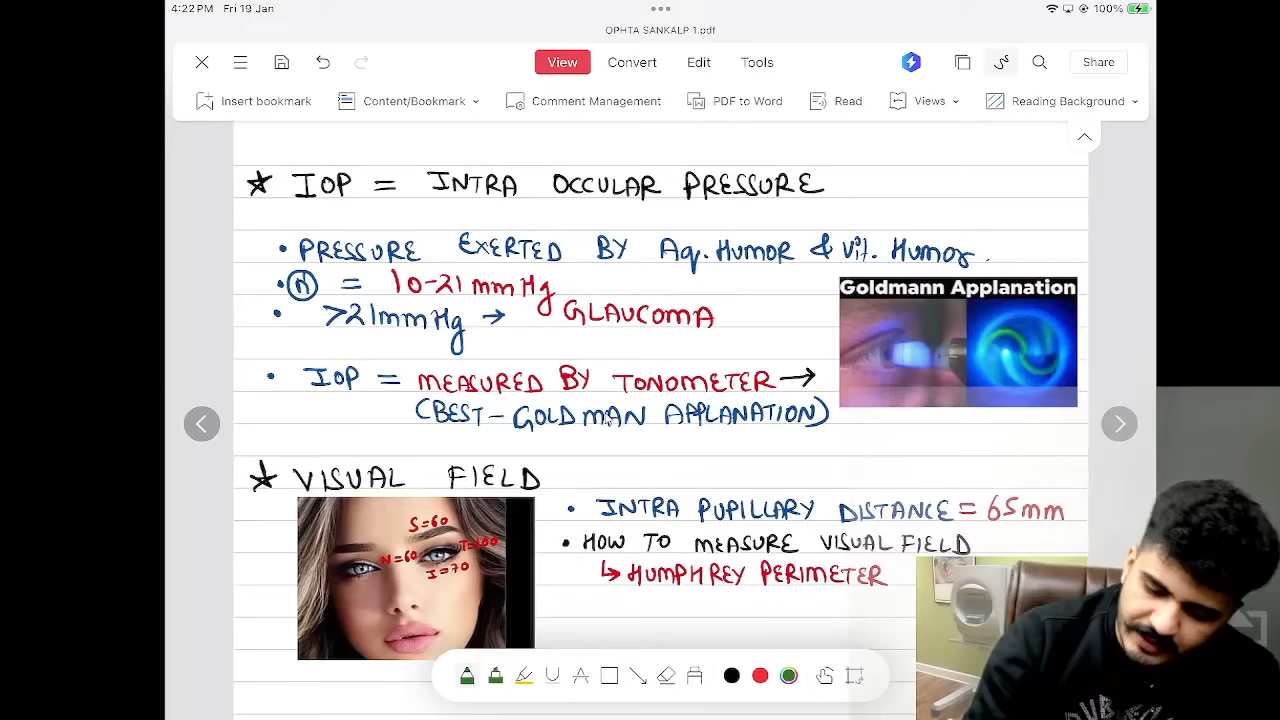 4:22 PM Fri 19 Jan
100%
OPHTA SANKALP 1.pdf
View Convert Edit Tools Share
Insert bookmark Content/Bookmark Comment Management PDF to Word Read Views Reading Background
★ IOP = INTRA OCCULAR PRESSURE
• PRESSURE EXERTED BY Aq. Humor & Vit. Humor.
• n = 10-21 mmHg
• >21mmHg → GLAUCOMA
Goldmann Applanation
• IOP = MEASURED BY TONOMETER →
(BEST - GOLDMAN APPLANATION)
★ VISUAL FIELD
• INTRA PUPILLARY DISTANCE = 65mm
S=60
• HOW TO MEASURE VISUAL FIELD
N=60 T=100
I=70
↳ HUMPHREY PERIMETER